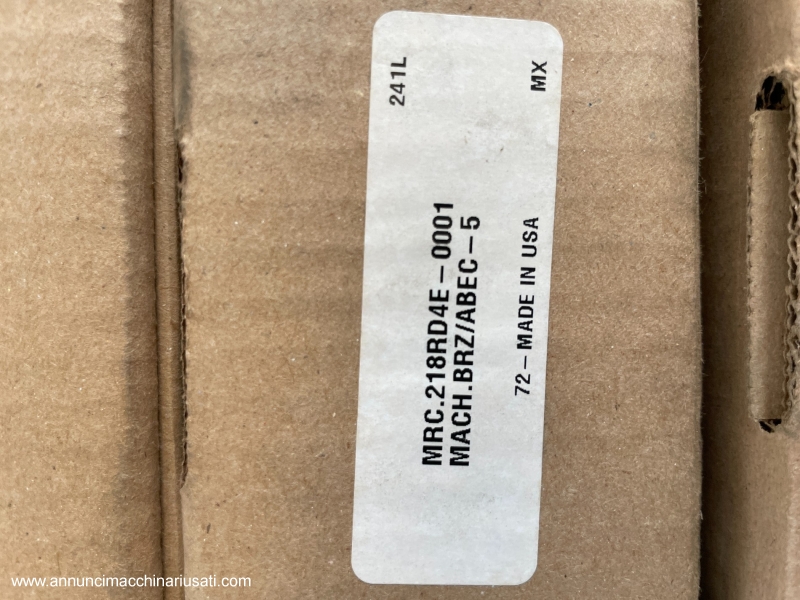 241L
MX
MRC.218RD4E-0001
MACH.BRZ/ABEC-5
72-MADE IN USA
www.annuncimacchinariusati.com